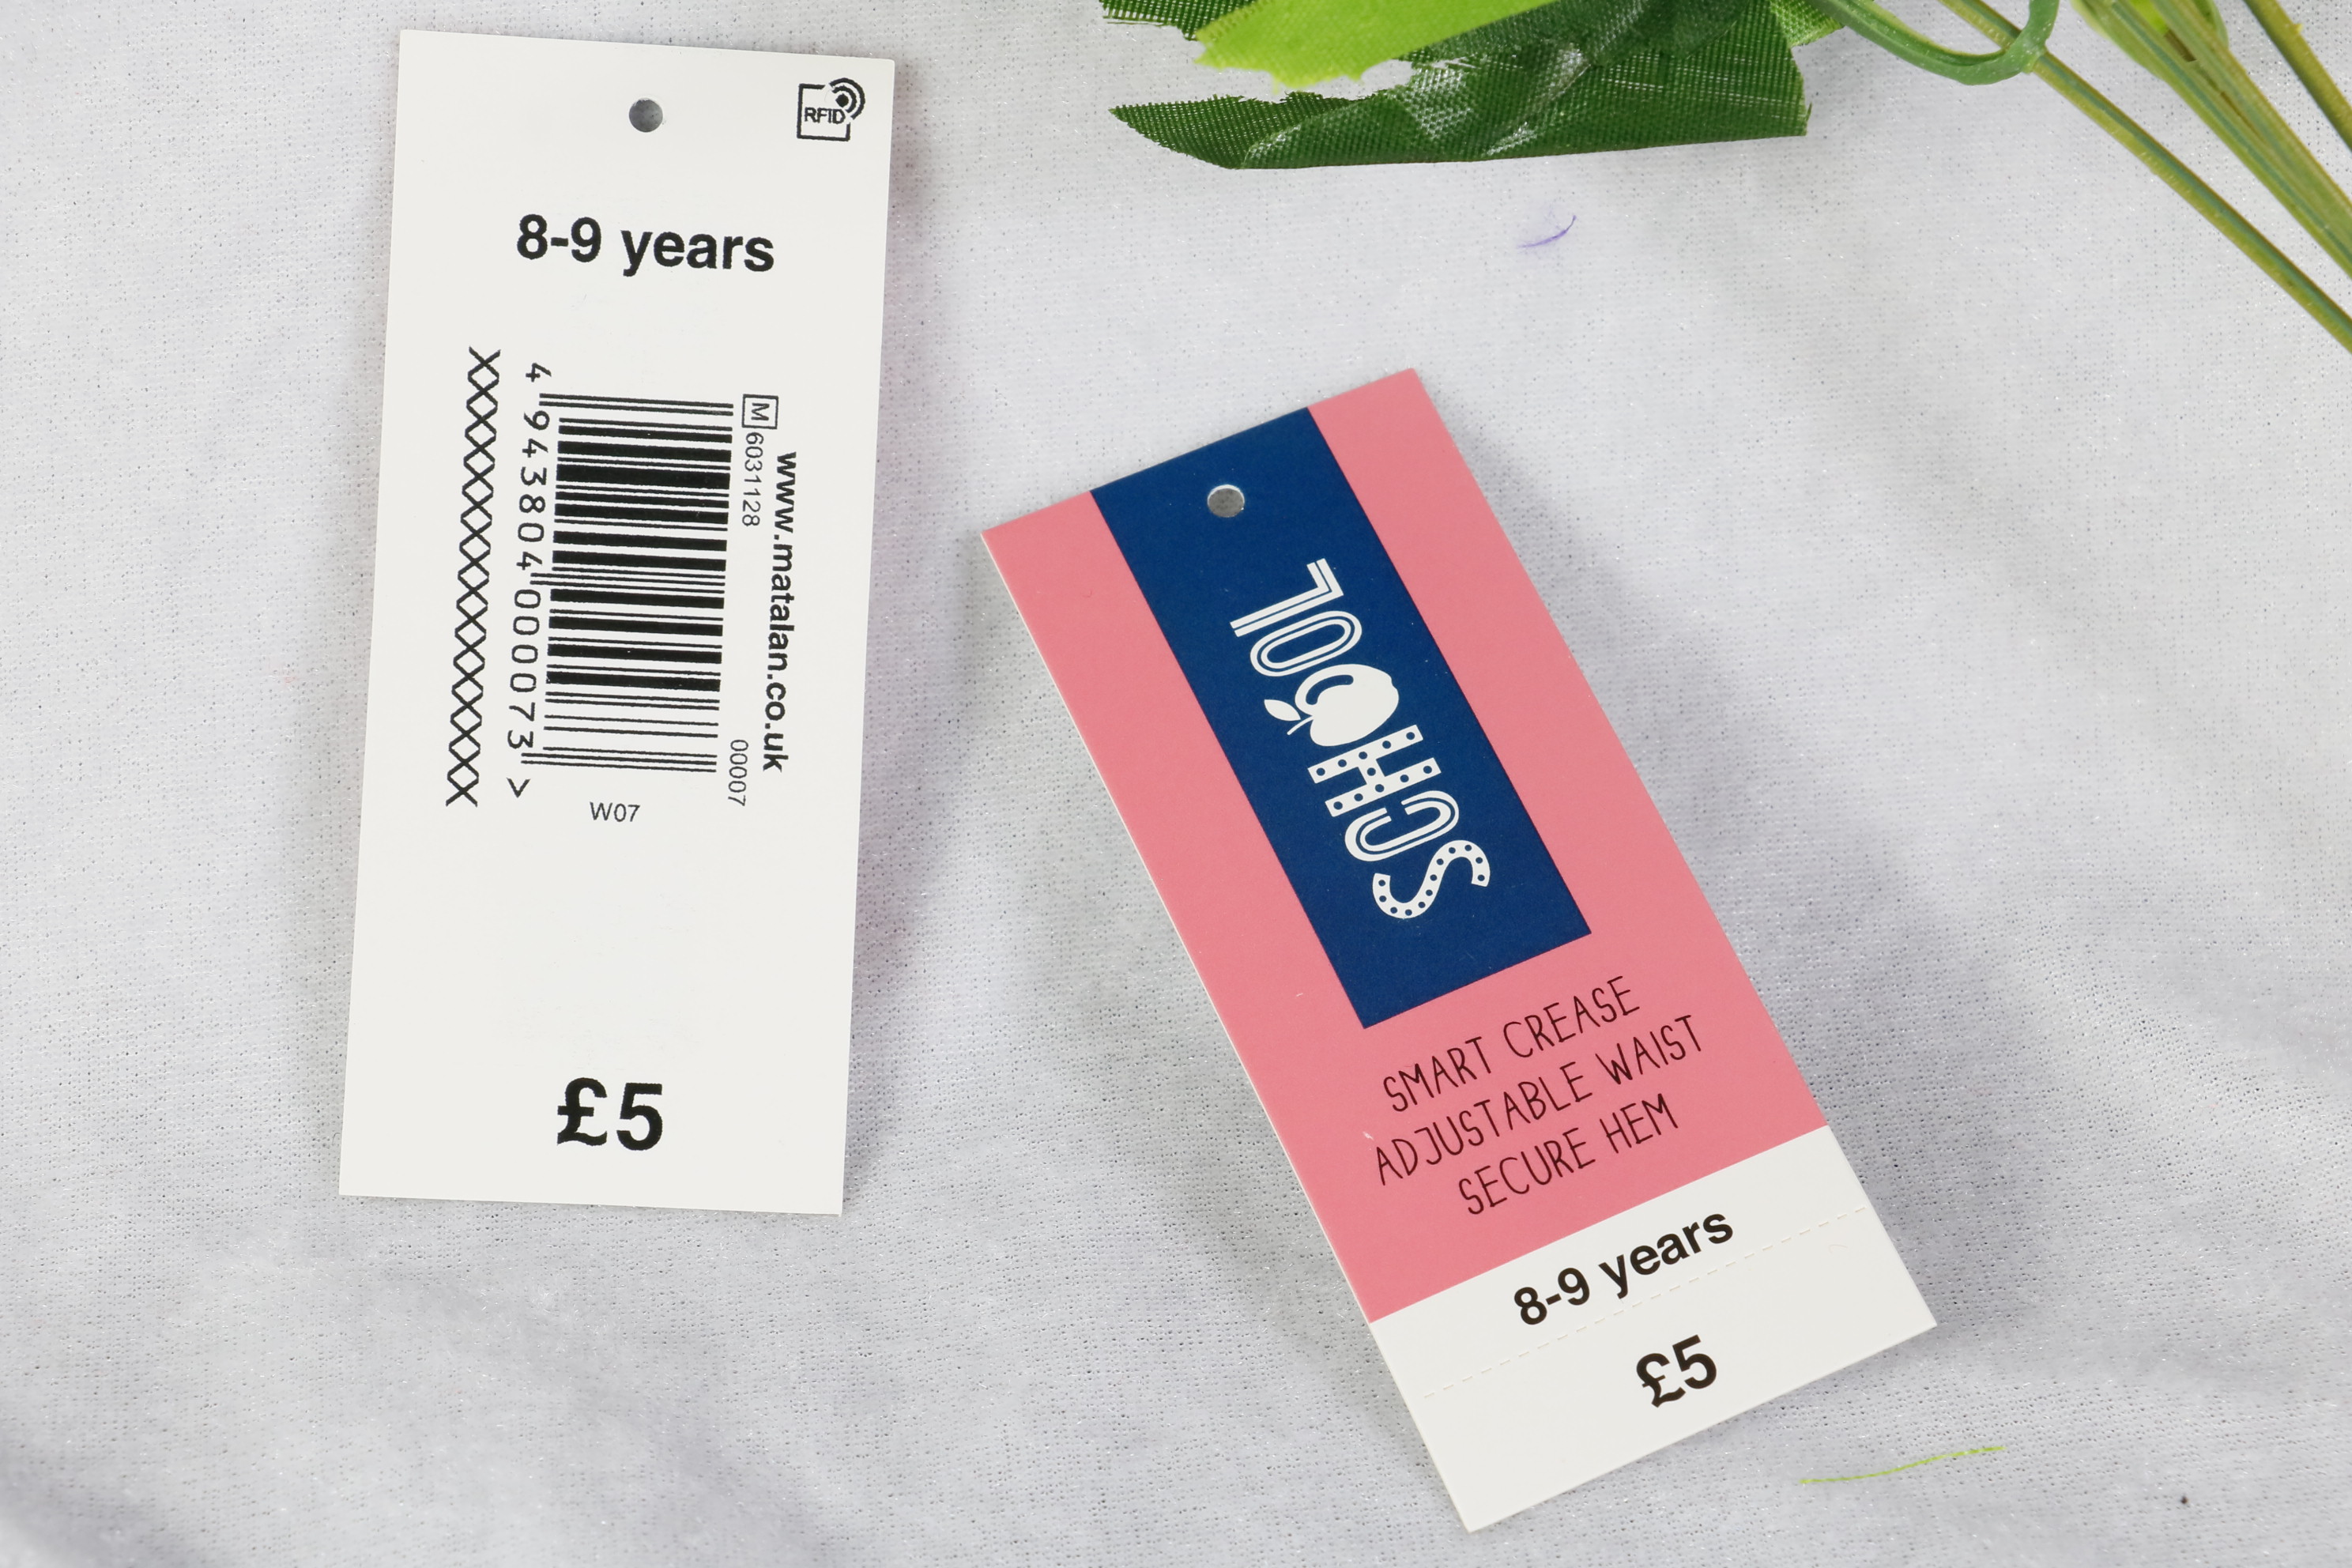 RFID
8-9 years
www.matalan.co.uk
M 6031128
00007
4 943804 000073 >
XXXXXXXXXXXXXXXXXXXXXX
W07
£5
SCHOOL
SMART CREASE
ADJUSTABLE WAIST
SECURE HEM
8-9 years
£5